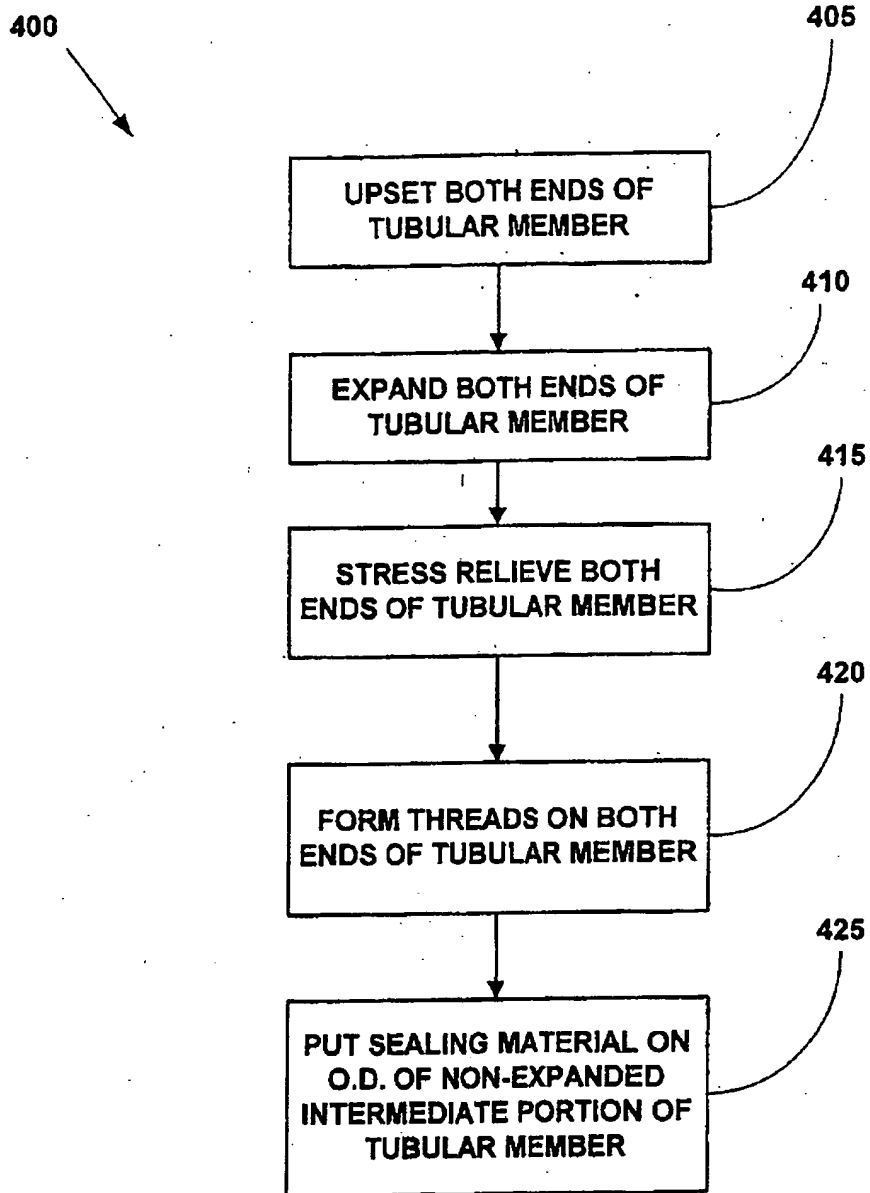 400
405
UPSET BOTH ENDS OF
TUBULAR MEMBER
410
EXPAND BOTH ENDS OF
TUBULAR MEMBER
415
STRESS RELIEVE BOTH
ENDS OF TUBULAR MEMBER
420
FORM THREADS ON BOTH
ENDS OF TUBULAR MEMBER
425
PUT SEALING MATERIAL ON
O.D. OF NON-EXPANDED
INTERMEDIATE PORTION OF
TUBULAR MEMBER